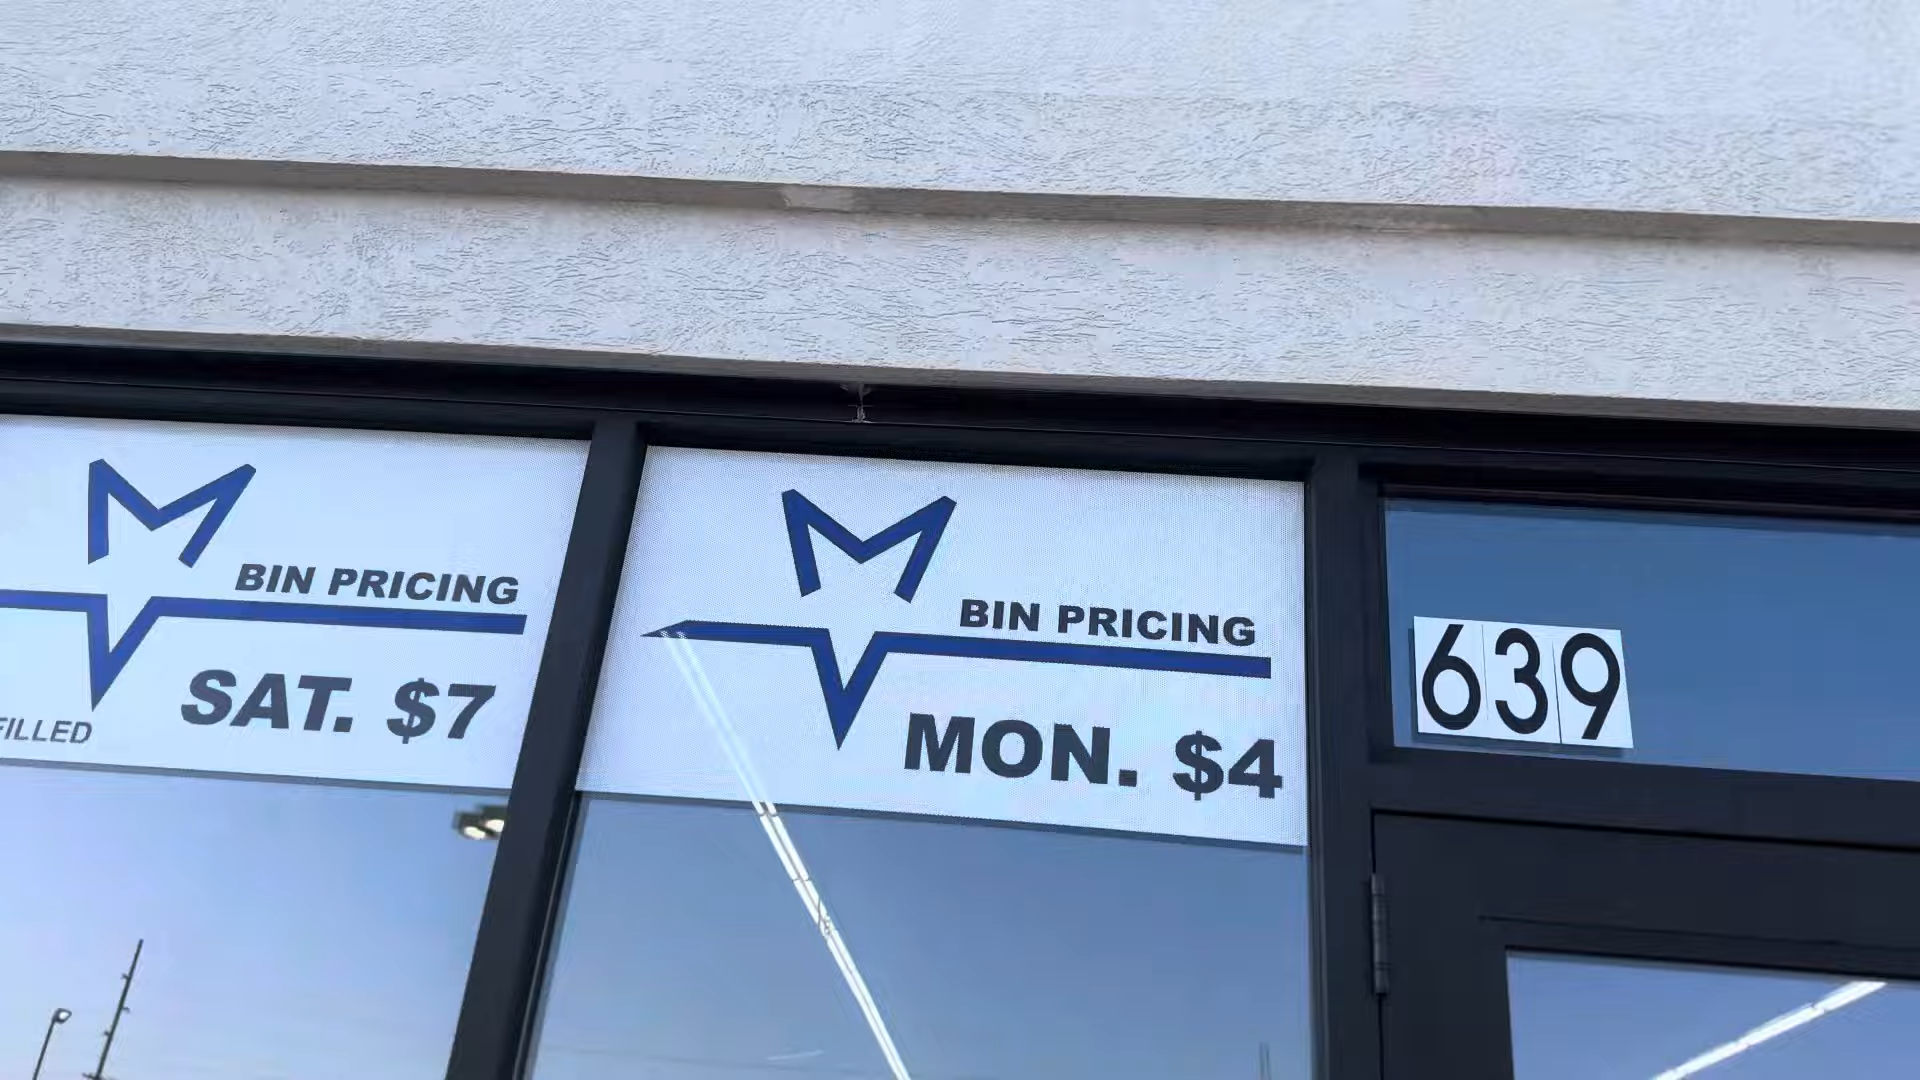 BIN PRICING
SAT. $7
FILLED
BIN PRICING
MON. $4
639